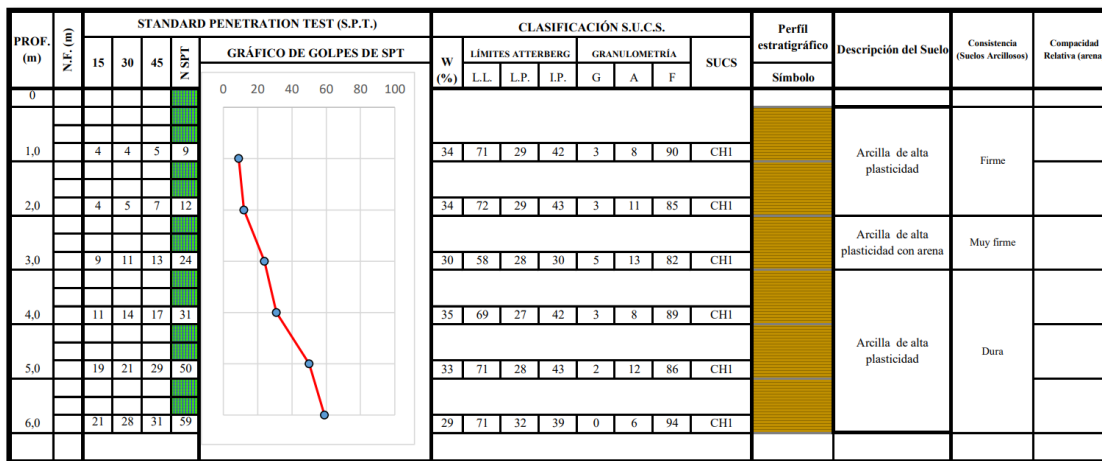 STANDARD PENETRATION TEST (S.P.T.) CLASIFICACIÓN S.U.C.S. Perfil estratigráfico Descripción del Suelo Consistencia (Suelos Arcillosos) Compacidad Relativa (arena
PROF. (m) N.F. (m) 15 30 45 N SPT GRÁFICO DE GOLPES DE SPT W (%) LÍMITES ATTERBERG GRANULOMETRÍA SUCS
L.L. L.P. I.P. G A F Símbolo
0 20 40 60 80 100
0
1,0 4 4 5 9 34 71 29 42 3 8 90 CH1
Arcilla de alta
plasticidad
Firme
2,0 4 5 7 12 34 72 29 43 3 11 85 CH1
Arcilla de alta
plasticidad con arena
Muy firme
3,0 9 11 13 24 30 58 28 30 5 13 82 CH1
4,0 11 14 17 31 35 69 27 42 3 8 89 CH1
Arcilla de alta
plasticidad
Dura
5,0 19 21 29 50 33 71 28 43 2 12 86 CH1
6,0 21 28 31 59 29 71 32 39 0 6 94 CH1